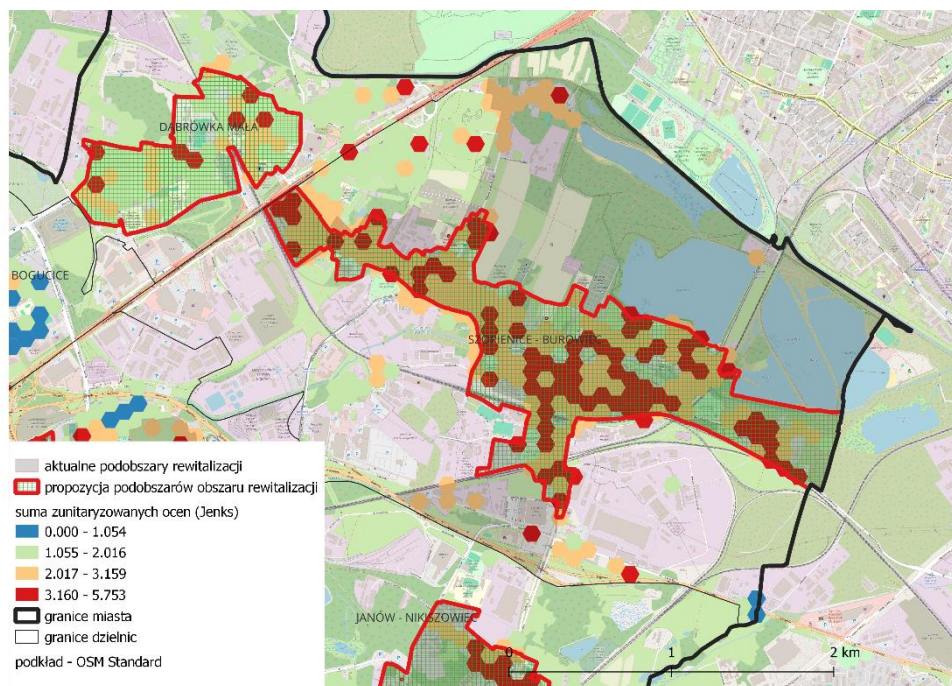 DĄBRÓWKA MAŁA
BOGUCICE
SZOPIENICE - BUROWIEC
JANÓW - NIKISZOWIEC
aktualne podobszary rewitalizacji
propozycja podobszarów obszaru rewitalizacji
suma zunitaryzowanych ocen (Jenks)
0.000 - 1.054
1.055 - 2.016
2.017 - 3.159
3.160 - 5.753
granice miasta
granice dzielnic
podkład - OSM Standard
0 1 2 km